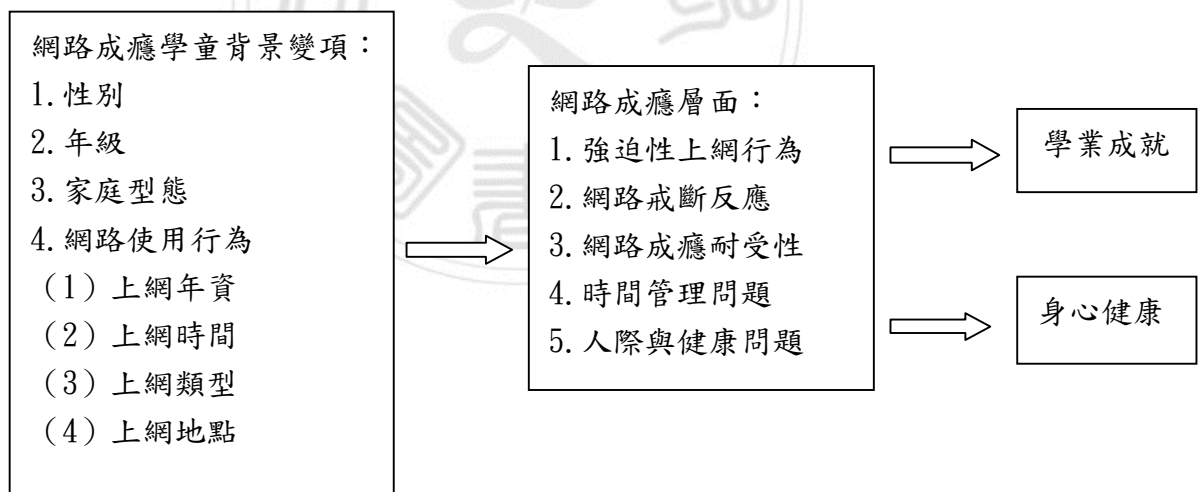 網路成癮學童背景變項：
1.性別
2.年級
3.家庭型態
4.網路使用行為
（1）上網年資
（2）上網時間
（3）上網類型
（4）上網地點
網路成癮層面：
1.強迫性上網行為
2.網路戒斷反應
3.網路成癮耐受性
4.時間管理問題
5.人際與健康問題
學業成就
身心健康